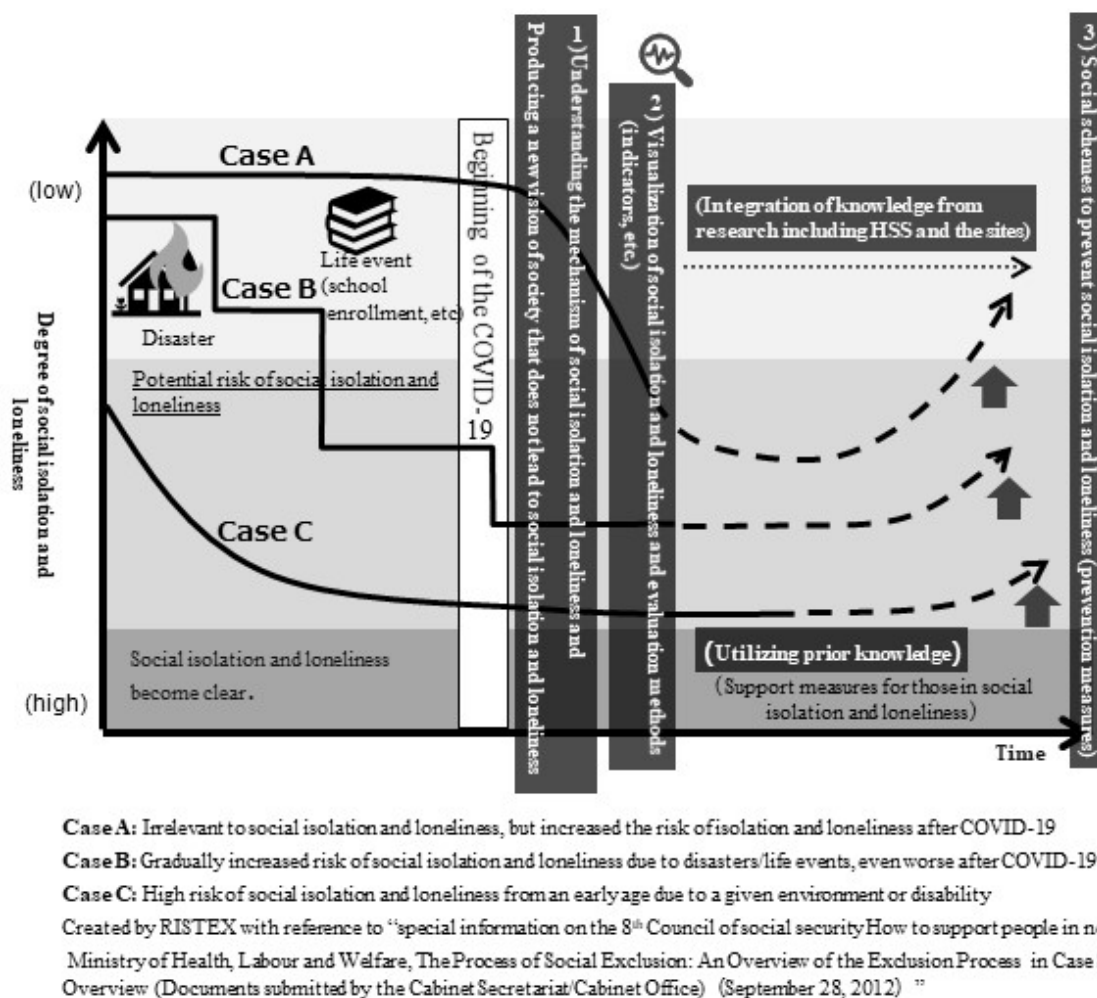 1)Understanding the mechanism of social isolation and loneliness and
Producing a new vision of society that does not lead to social isolation and loneliness
2) Visualization of social isolation and loneliness and evaluation methods
(indicators, etc.)
3) Social schemes to prevent social isolation and loneliness (prevention measures)
Case A
(low)
Beginning of the COVID-
19
(Integration of knowledge from
research including HSS and the sites)
Life event
(school
enrollment, etc)
Case B
Disaster
Degree of social isolation and
loneliness
Potential risk of social isolation and
loneliness
Case C
(Utilizing prior knowledge)
(Support measures for those in social
isolation and loneliness)
Social isolation and loneliness
become clear.
(high)
Time
Case A: Irrelevant to social isolation and loneliness, but increased the risk of isolation and loneliness after COVID-19
Case B: Gradually increased risk of social isolation and loneliness due to disasters/life events, even worse after COVID-19
Case C: High risk of social isolation and loneliness from an early age due to a given environment or disability
Created by RISTEX with reference to “special information on the 8th Council of social security How to support people in
Ministry of Health, Labour and Welfare, The Process of Social Exclusion: An Overview of the Exclusion Process in Case
Overview (Documents submitted by the Cabinet Secretariat/Cabinet Office) (September 28, 2012) ”